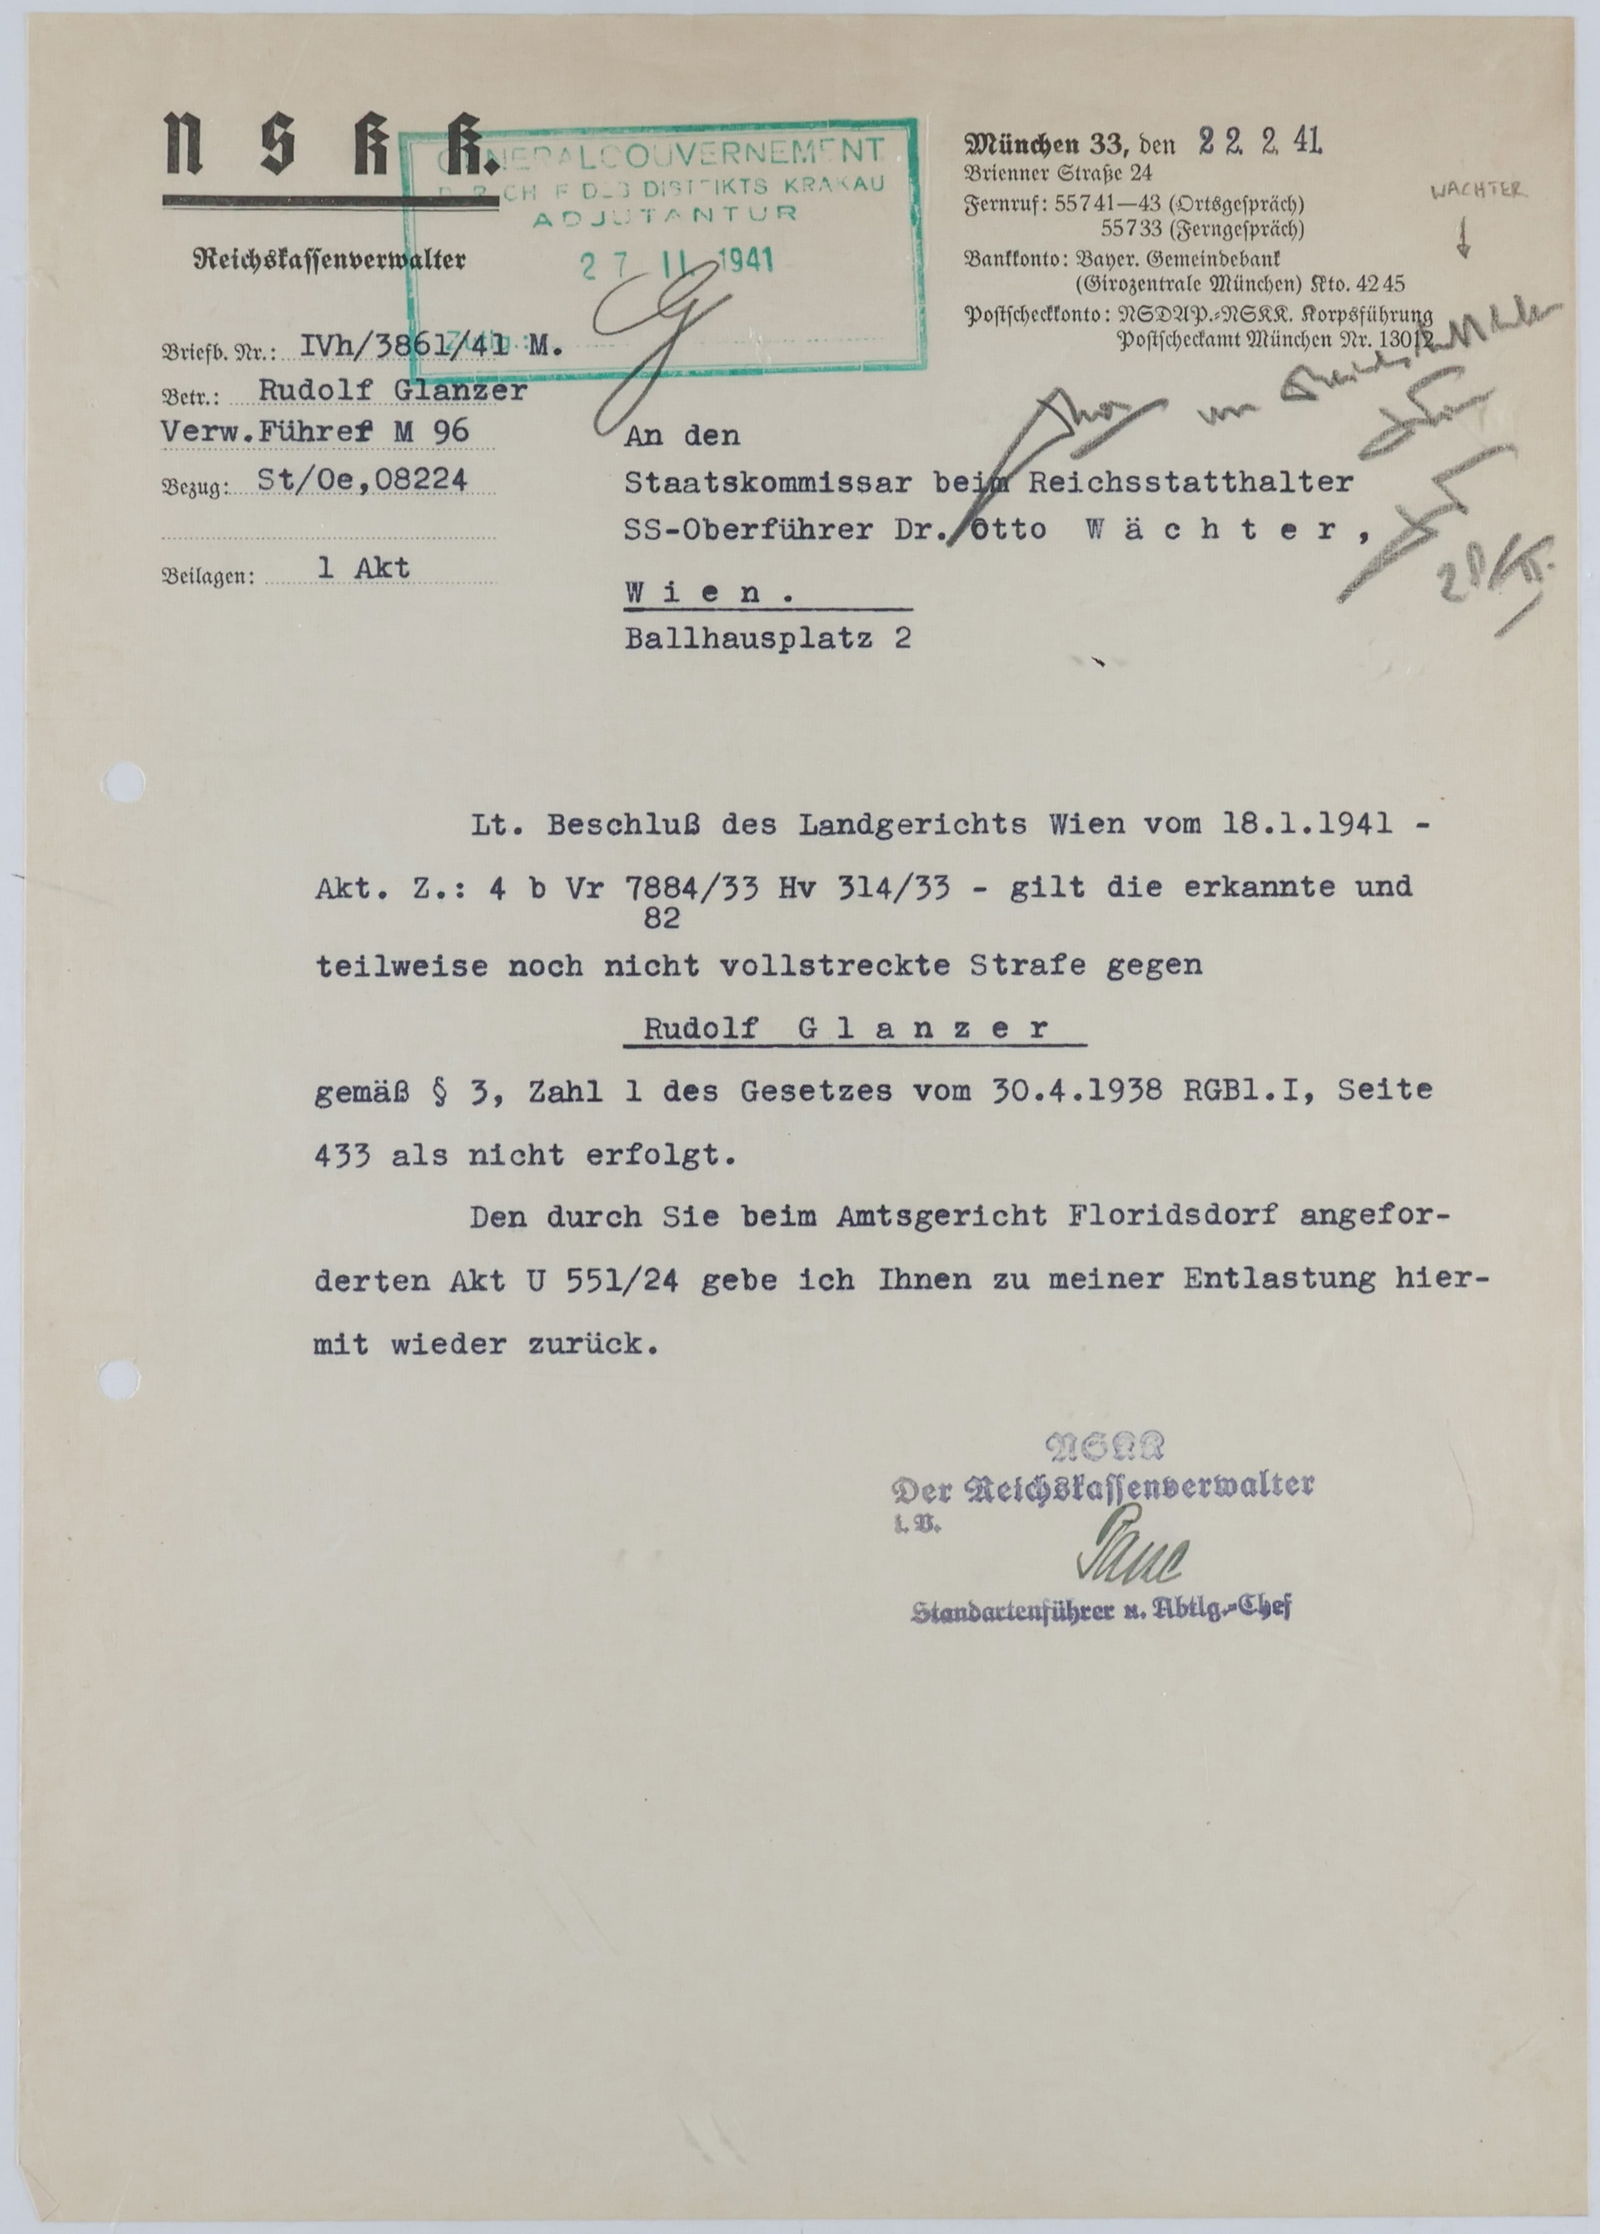 N S K K.
Reichskassenverwalter
GENERALGOUVERNEMENT
DER CHEF DES DISTRIKTS KRAKAU
ADJUTANTUR
27 II 1941
München 33, den 22. 2. 41.
Brienner Straße 24
Fernruf: 55741—43 (Ortsgespräch)
55733 (Ferngespräch)
Bankkonto: Bayer. Gemeindebank
(Girozentrale München) Kto. 4245
Postscheckkonto: NSDAP.-NSKK. Korpsführung
Postscheckamt München Nr. 13012
WACHTER
Briefb. Nr.: IVh/3861/41 M.
Betr.: Rudolf Glanzer
Verw.Führer M 96
Bezug: St/Oe,08224
Beilagen: 1 Akt
An den
Staatskommissar beim Reichsstatthalter
SS-Oberführer Dr. Otto W ä c h t e r ,
W i e n .
Ballhausplatz 2
Lt. Beschluß des Landgerichts Wien vom 18.1.1941 -
Akt. Z.: 4 b Vr 7884/33 Hv 314/33 - gilt die erkannte und
82
teilweise noch nicht vollstreckte Strafe gegen
Rudolf G l a n z e r
gemäß § 3, Zahl 1 des Gesetzes vom 30.4.1938 RGBl.I, Seite
433 als nicht erfolgt.
Den durch Sie beim Amtsgericht Floridsdorf angefor-
derten Akt U 551/24 gebe ich Ihnen zu meiner Entlastung hier-
mit wieder zurück.
NSKK
Der Reichskassenverwalter
i. V.
Standartenführer u. Abtlg.-Chef